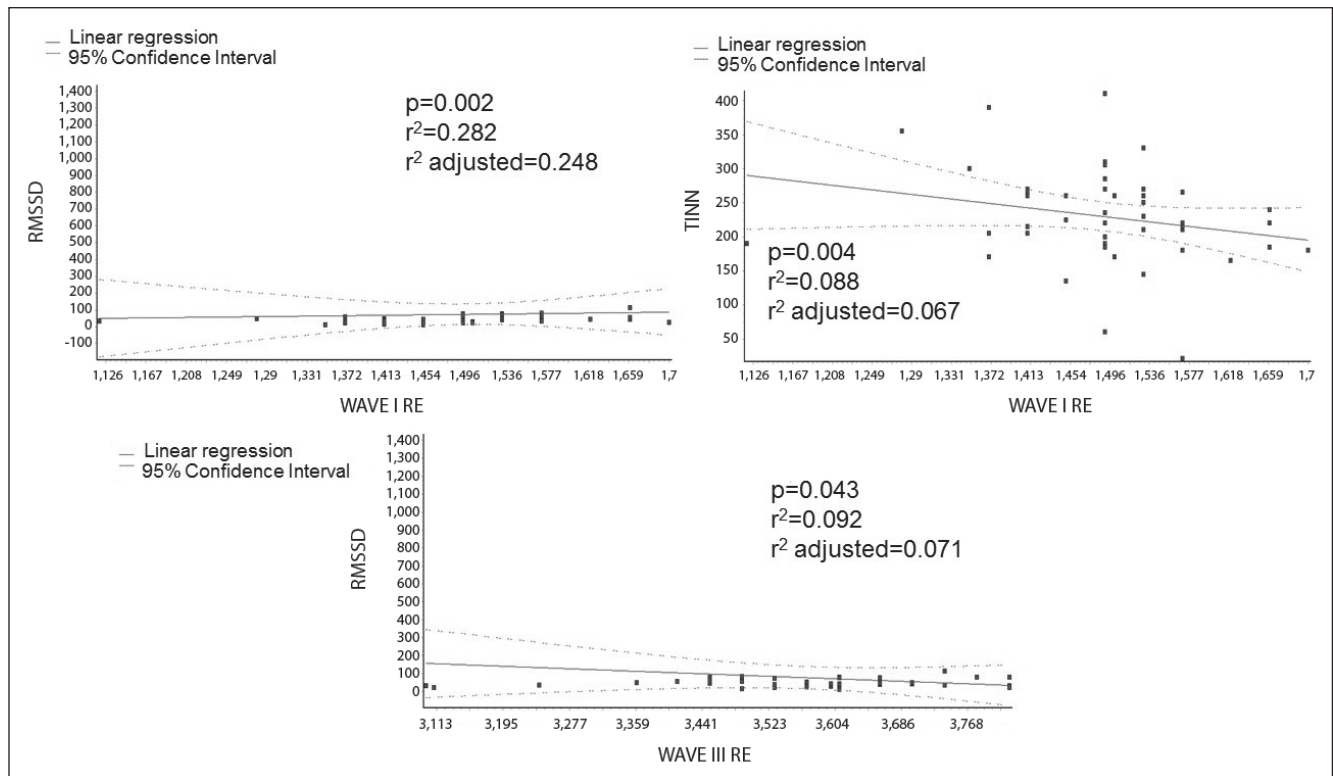 Linear regression
95% Confidence Interval
RMSSD
1,400
1,300
1,200
1,100
1,000
900
800
700
600
500
400
300
200
100
0
-100
p=0.002
r²=0.282
r² adjusted=0.248
1,126 1,167 1,208 1,249 1,29 1,331 1,372 1,413 1,454 1,496 1,536 1,577 1,618 1,659 1,7
WAVE I RE
Linear regression
95% Confidence Interval
TINN
400
350
300
250
200
150
100
50
p=0.004
r²=0.088
r² adjusted=0.067
1,126 1,167 1,208 1,249 1,29 1,331 1,372 1,413 1,454 1,496 1,536 1,577 1,618 1,659 1,7
WAVE I RE
Linear regression
95% Confidence Interval
RMSSD
1,400
1,300
1,200
1,100
1,000
900
800
700
600
500
400
300
200
100
0
p=0.043
r²=0.092
r² adjusted=0.071
3,113 3,195 3,277 3,359 3,441 3,523 3,604 3,686 3,768
WAVE III RE